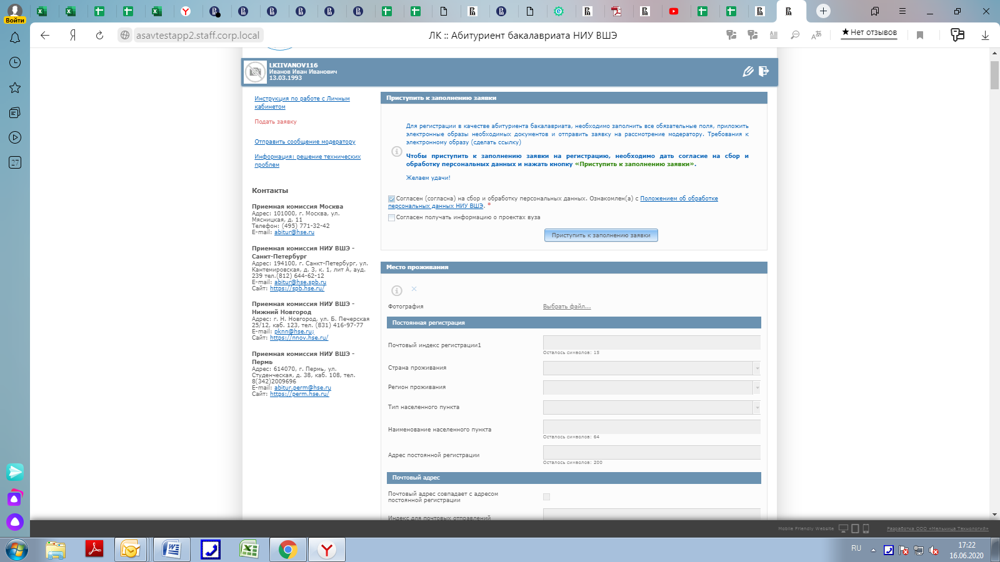 Войти
asavtestapp2.staff.corp.local
ЛК :: Абитуриент бакалавриата НИУ ВШЭ
★Нет отзывов
27
LKIIVANOV116
Иванов Иван Иванович
13.03.1993
Инструкция по работе с Личным
кабинетом
Подать заявку
Отправить сообщение модератору
Информация: решение технических
проблем
Контакты
Приемная комиссия Москва
Адрес: 101000, г. Москва, ул.
Мясницкая, д. 11
Телефон: (495) 771-32-42
E-mail: abitur@hse.ru
Приемная комиссия НИУ ВШЭ -
Санкт-Петербург
Адрес: 194100, г. Санкт-Петербург, ул.
Кантемировская, д. 3, к. 1, лит А, ауд.
239 тел.(812) 644-62-12
E-mail: abitur@hse.spb.ru
Сайт: https://spb.hse.ru/
Приемная комиссия НИУ ВШЭ -
Нижний Новгород
Адрес: г. Н. Новгород, ул. Б. Печерская
25/12, каб. 123, тел. (831) 416-97-77
E-mail: pknn@hse.ru;
Сайт: https://nnov.hse.ru/
Приемная комиссия НИУ ВШЭ -
Пермь
Адрес: 614070, г. Пермь, ул.
Студенческая, д. 38, каб. 108, тел.
8(342)2009696
E-mail: abitur.perm@hse.ru
Сайт: https://perm.hse.ru/
Приступить к заполнению заявки
Для регистрации в качестве абитуриента бакалавриата, необходимо заполнить все обязательные поля, приложить
электронные образы необходимых документов и отправить заявку на рассмотрение модератору. Требования к
электронному образу (сделать ссылку)
Чтобы приступить к заполнению заявки на регистрацию, необходимо дать согласие на сбор и
обработку персональных данных и нажать кнопку «Приступить к заполнению заявки».
Желаем удачи!
Согласен (согласна) на сбор и обработку персональных данных. Ознакомлен(а) с Положением об обработке
персональных данных НИУ ВШЭ. *
Согласен получать информацию о проектах вуза
Приступить к заполнению заявки
Место проживания
Фотография
Выбрать файл...
Постоянная регистрация
Почтовый индекс регистрации1
Осталось символов: 15
Страна проживания
Регион проживания
Тип населенного пункта
Наименование населенного пункта
Осталось символов: 64
Адрес постоянной регистрации
Осталось символов: 200
Почтовый адрес
Почтовый адрес совпадает с адресом
постоянной регистрации
Индекс для почтовых отправлений
Mobile Friendly Website
Разработка ООО «Мельница Технологий»
RU
17:22
16.06.2020